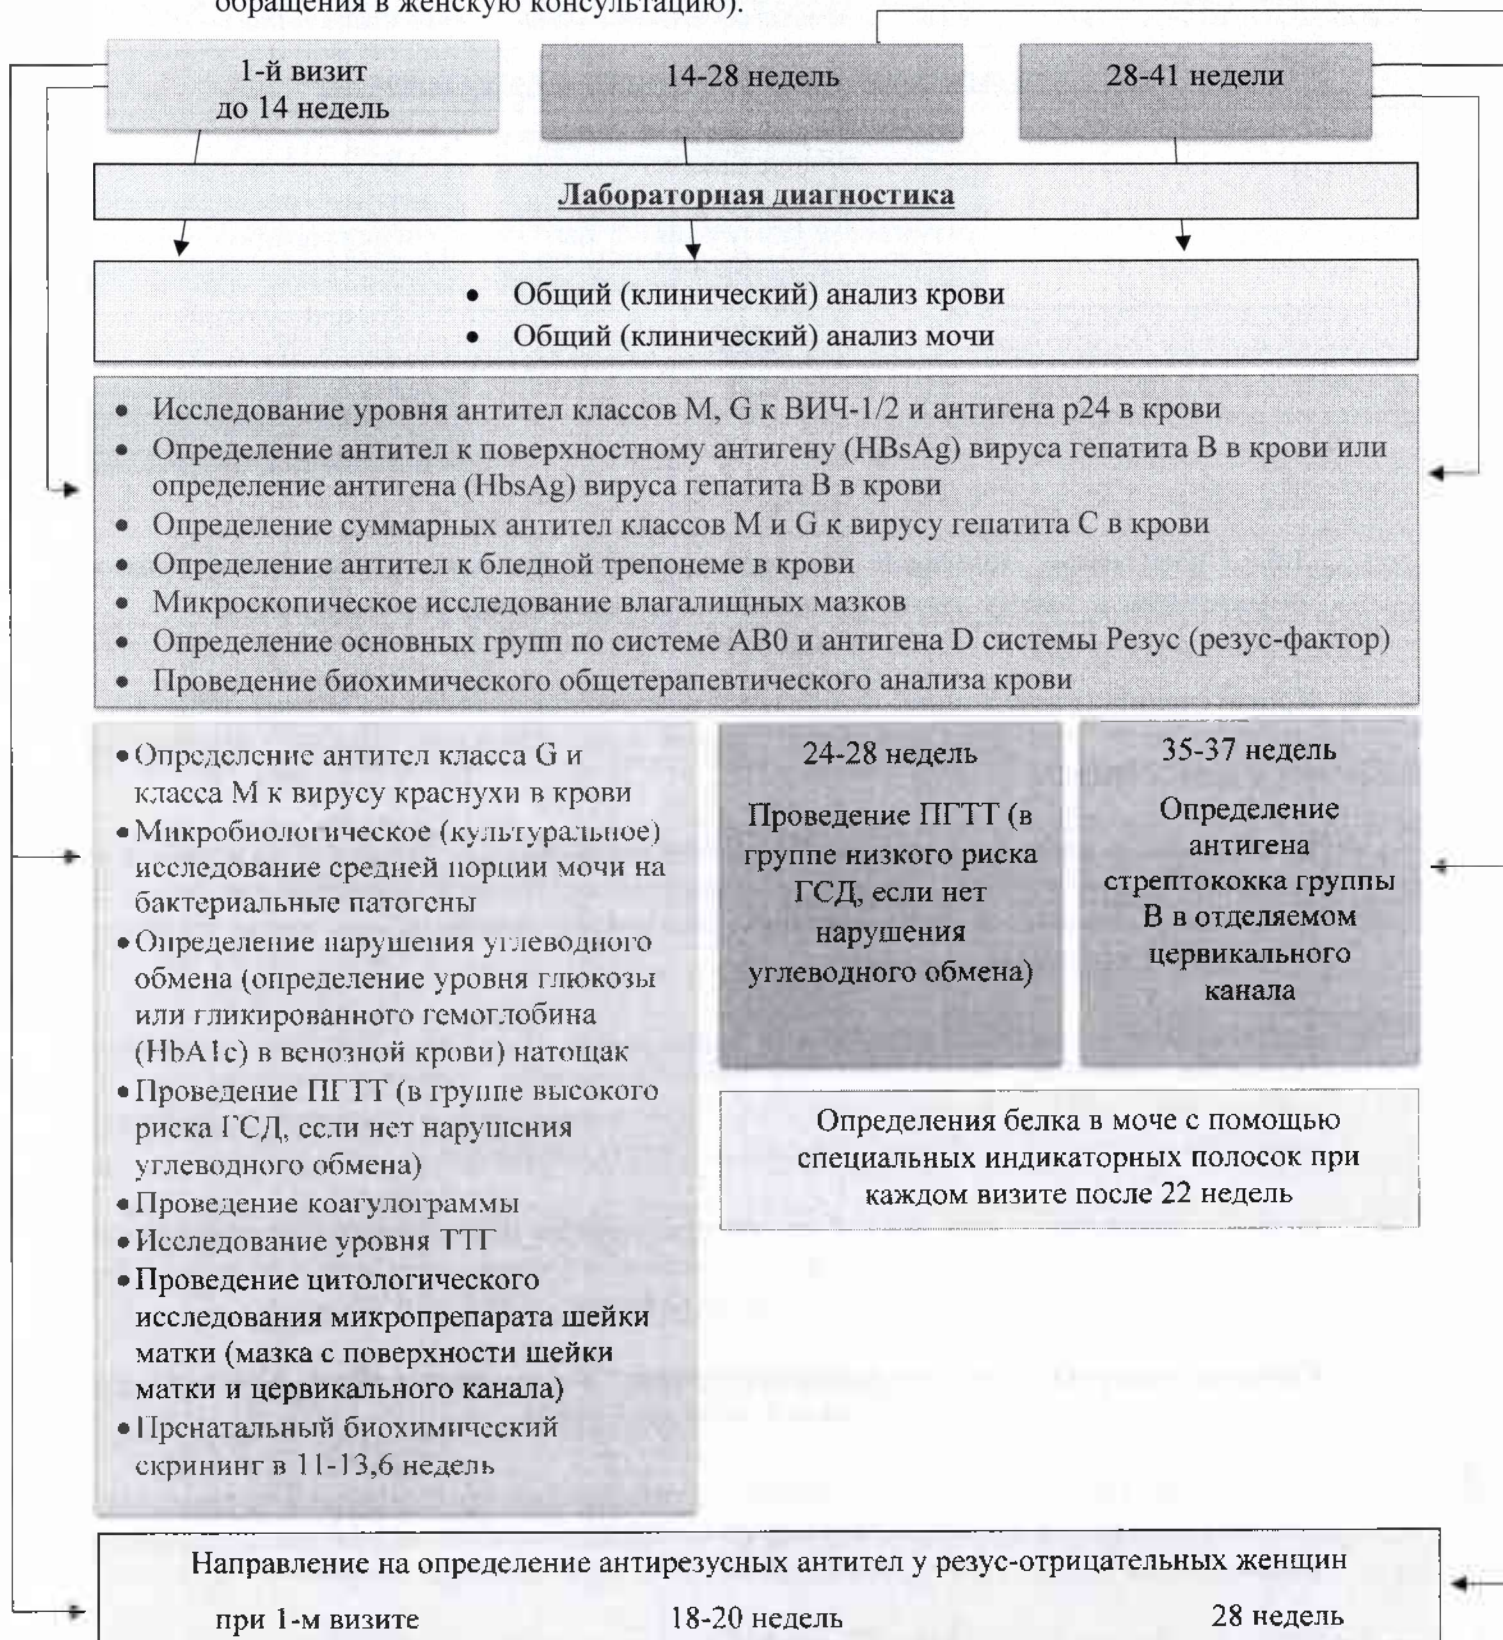 обращения в женскую консультацию).
1-й визит
до 14 недель
14-28 недель
28-41 недели
Лабораторная диагностика
• Общий (клинический) анализ крови
• Общий (клинический) анализ мочи
• Исследование уровня антител классов M, G к ВИЧ-1/2 и антигена p24 в крови
• Определение антител к поверхностному антигену (HBsAg) вируса гепатита B в крови или
определение антигена (HbsAg) вируса гепатита B в крови
• Определение суммарных антител классов M и G к вирусу гепатита C в крови
• Определение антител к бледной трепонеме в крови
• Микроскопическое исследование влагалищных мазков
• Определение основных групп по системе AB0 и антигена D системы Резус (резус-фактор)
• Проведение биохимического общетерапевтического анализа крови
• Определение антител класса G и
класса M к вирусу краснухи в крови
• Микробиологическое (культуральное)
исследование средней порции мочи на
бактериальные патогены
• Определение нарушения углеводного
обмена (определение уровня глюкозы
или гликированного гемоглобина
(HbA1c) в венозной крови) натощак
• Проведение ПГТТ (в группе высокого
риска ГСД, если нет нарушения
углеводного обмена)
• Проведение коагулограммы
• Исследование уровня ТТГ
• Проведение цитологического
исследования микропрепарата шейки
матки (мазка с поверхности шейки
матки и цервикального канала)
• Пренатальный биохимический
скрининг в 11-13,6 недель
24-28 недель
Проведение ПГТТ (в
группе низкого риска
ГСД, если нет
нарушения
углеводного обмена)
35-37 недель
Определение
антигена
стрептококка группы
B в отделяемом
цервикального
канала
Определения белка в моче с помощью
специальных индикаторных полосок при
каждом визите после 22 недель
Направление на определение антирезусных антител у резус-отрицательных женщин
при 1-м визите 18-20 недель 28 недель